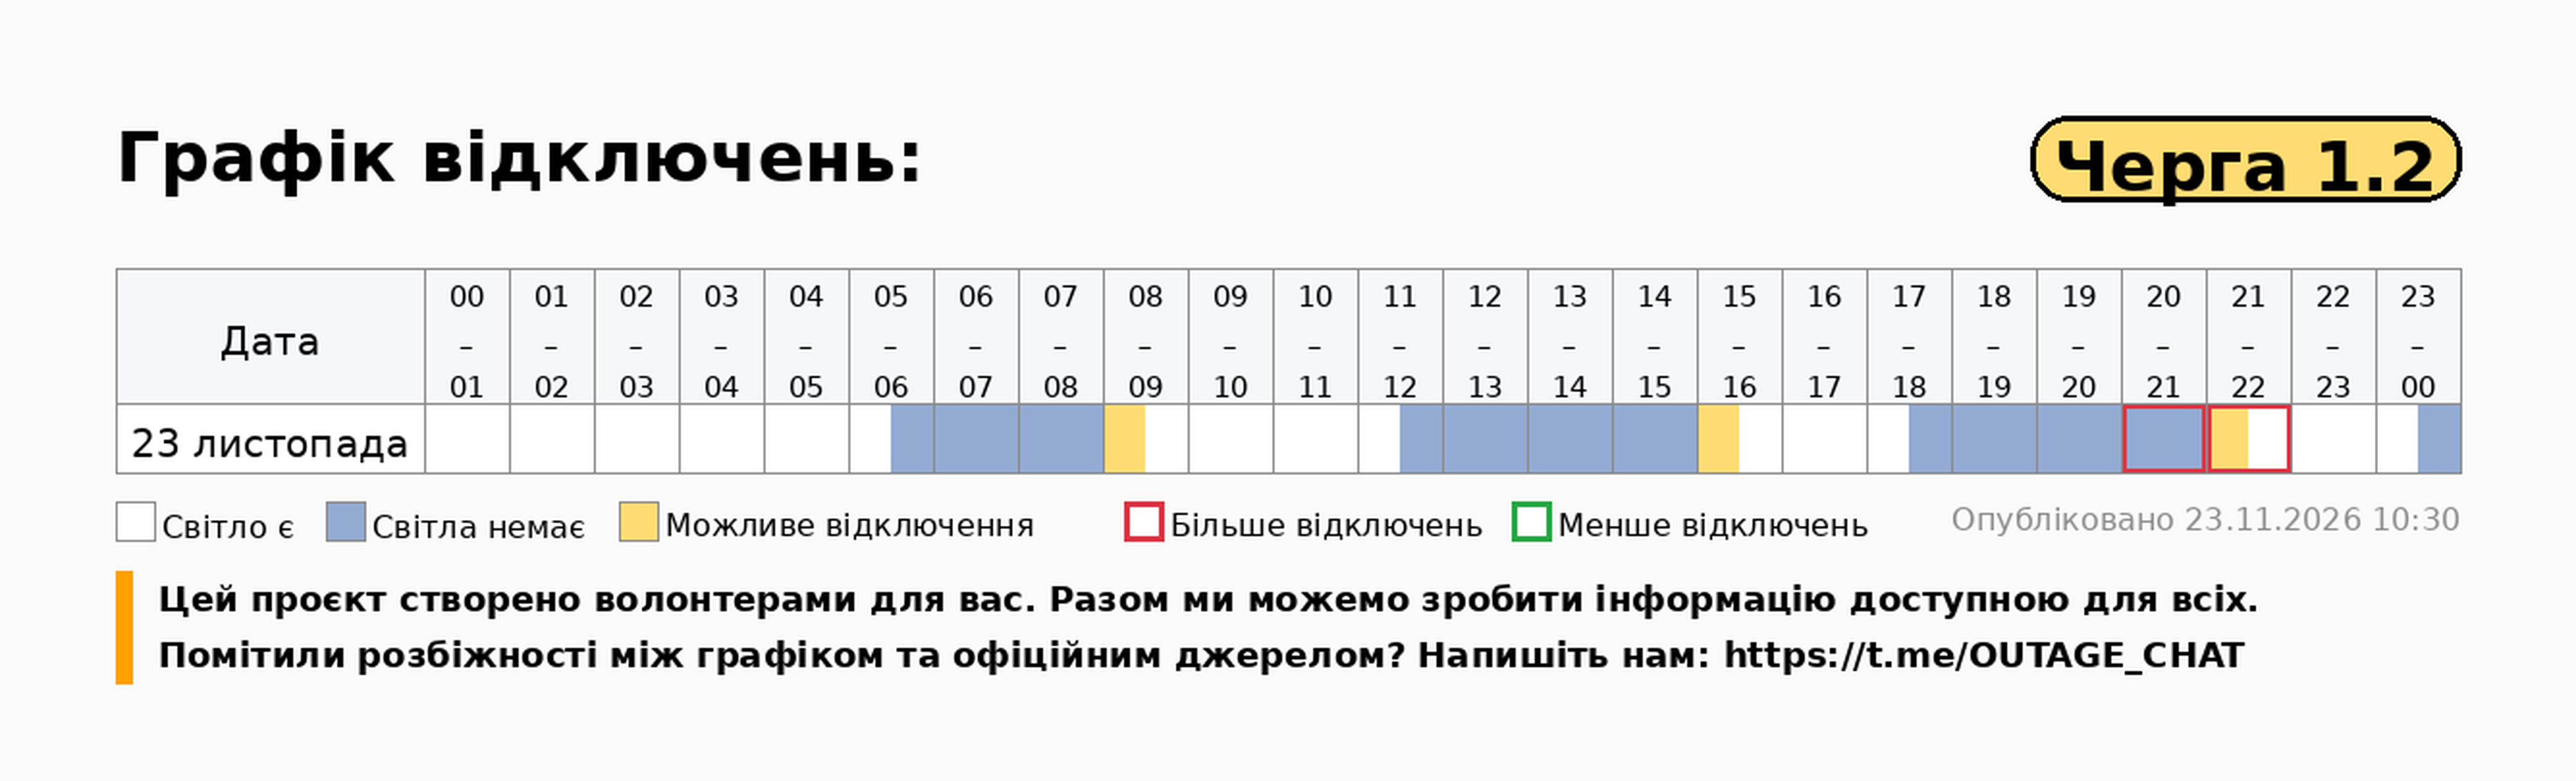 Графік відключень:
Черга 1.2
Дата 00 – 01 01 – 02 02 – 03 03 – 04 04 – 05 05 – 06 06 – 07 07 – 08 08 – 09 09 – 10 10 – 11 11 – 12 12 – 13 13 – 14 14 – 15 15 – 16 16 – 17 17 – 18 18 – 19 19 – 20 20 – 21 21 – 22 22 – 23 23 – 00
23 листопада
Світло є Світла немає Можливе відключення Більше відключень Менше відключень Опубліковано 23.11.2026 10:30
Цей проєкт створено волонтерами для вас. Разом ми можемо зробити інформацію доступною для всіх.
Помітили розбіжності між графіком та офіційним джерелом? Напишіть нам: https://t.me/OUTAGE_CHAT